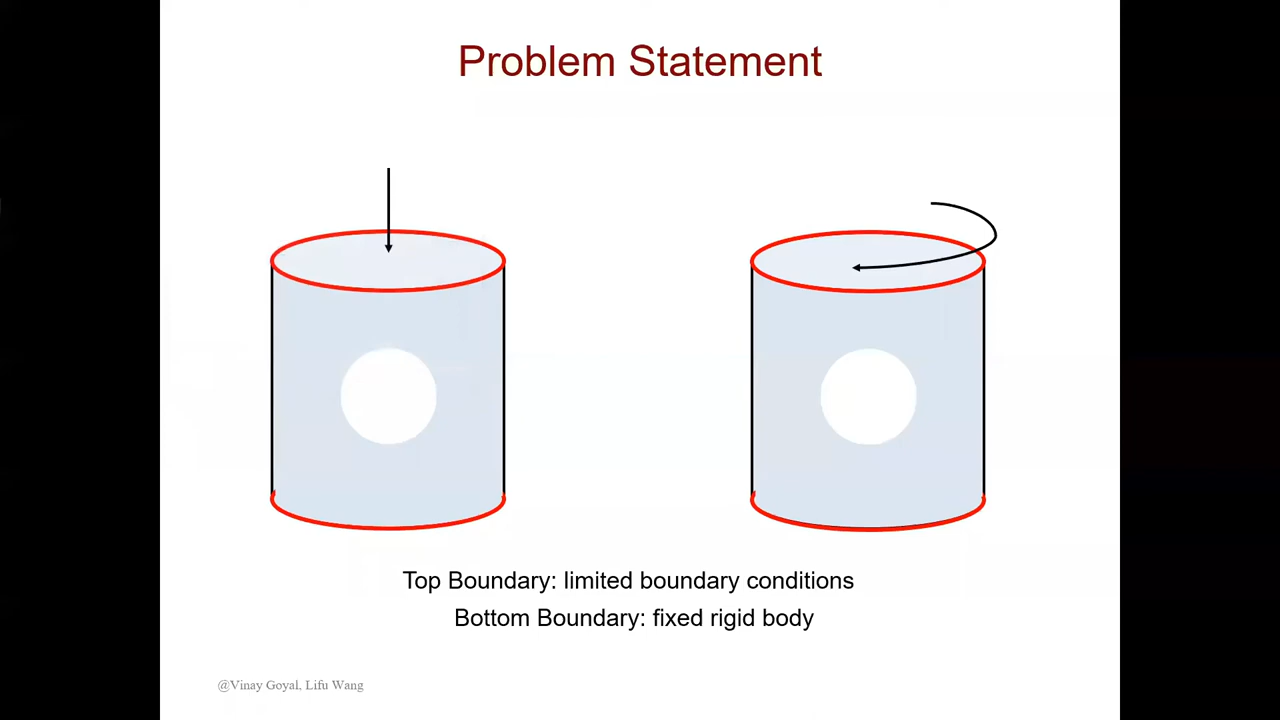 Problem Statement
Top Boundary: limited boundary conditions
Bottom Boundary: fixed rigid body
@Vinay Goyal, Lifu Wang